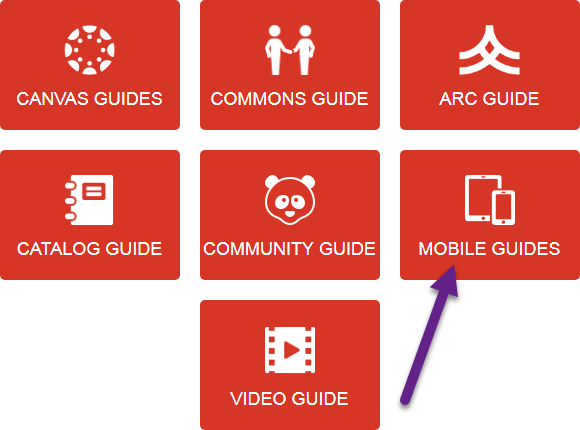 CANVAS GUIDES
COMMONS GUIDE
ARC GUIDE
CATALOG GUIDE
COMMUNITY GUIDE
MOBILE GUIDES
VIDEO GUIDE